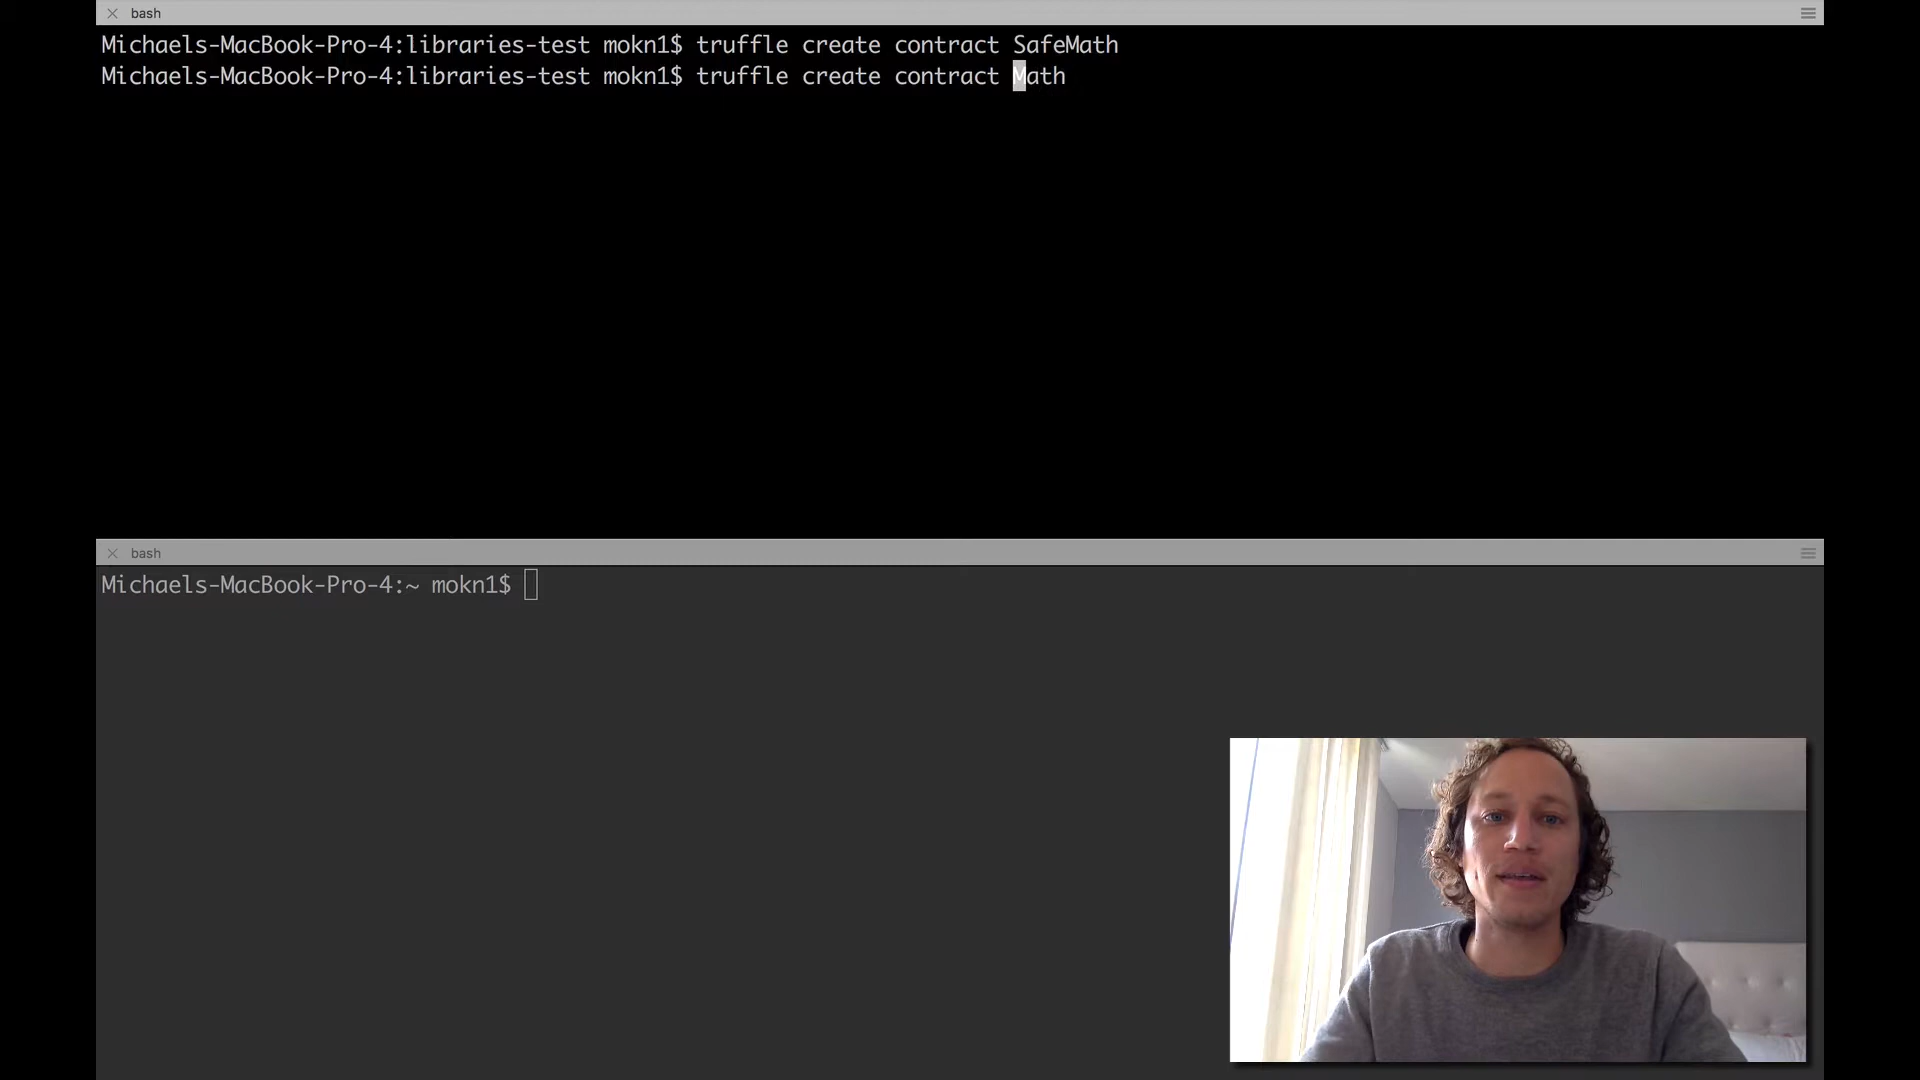 bash
Michaels-MacBook-Pro-4:libraries-test mokn1$ truffle create contract SafeMath
Michaels-MacBook-Pro-4:libraries-test mokn1$ truffle create contract Math
bash
Michaels-MacBook-Pro-4:~ mokn1$